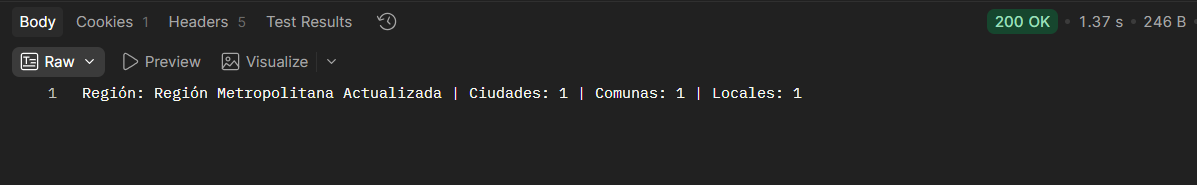 Body Cookies 1 Headers 5 Test Results 200 OK • 1.37 s • 246 B •
Raw Preview Visualize
1 Región: Región Metropolitana Actualizada | Ciudades: 1 | Comunas: 1 | Locales: 1